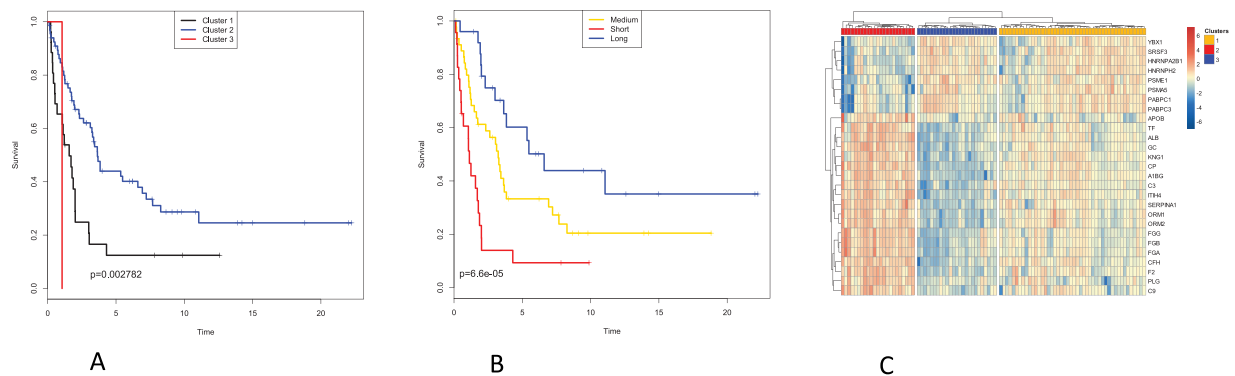 Cluster 1
Cluster 2
Cluster 3
Survival
1.0
0.8
0.6
0.4
0.2
0.0
p=0.002782
0 5 10 15 20
Time
A
Medium
Short
Long
Survival
1.0
0.8
0.6
0.4
0.2
0.0
p=6.6e-05
0 5 10 15 20
Time
B
YBX1
SRSF3
HNRNPA2B1
HNRNPH2
PSME1
PSMA5
PABPC1
PABPC3
APOB
TF
ALB
GC
KNG1
CP
A1BG
C3
ITIH4
SERPINA1
ORM1
ORM2
FGG
FGB
FGA
CFH
F2
PLG
C9
6
4
2
0
-2
-4
-6
Clusters
1
2
3
C